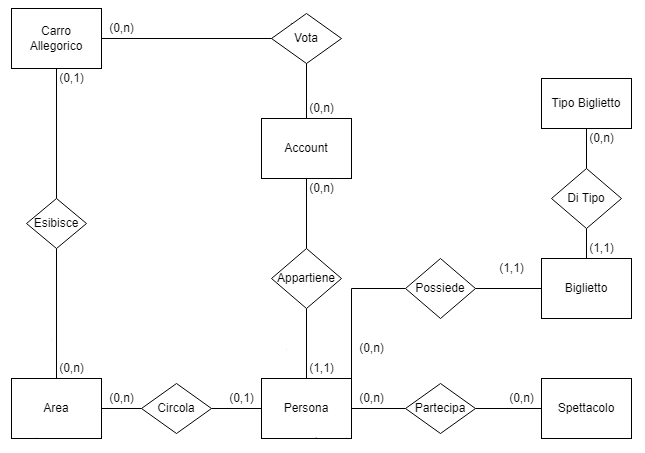 Carro
Allegorico
(0,n)
Vota
(0,1)
(0,n)
Tipo Biglietto
Account
(0,n)
(0,n)
Di Tipo
Esibisce
(1,1)
Appartiene
Possiede
(1,1)
Biglietto
(0,n)
(0,n)
(1,1)
Area
(0,n)
Circola
(0,1)
Persona
(0,n)
Partecipa
(0,n)
Spettacolo